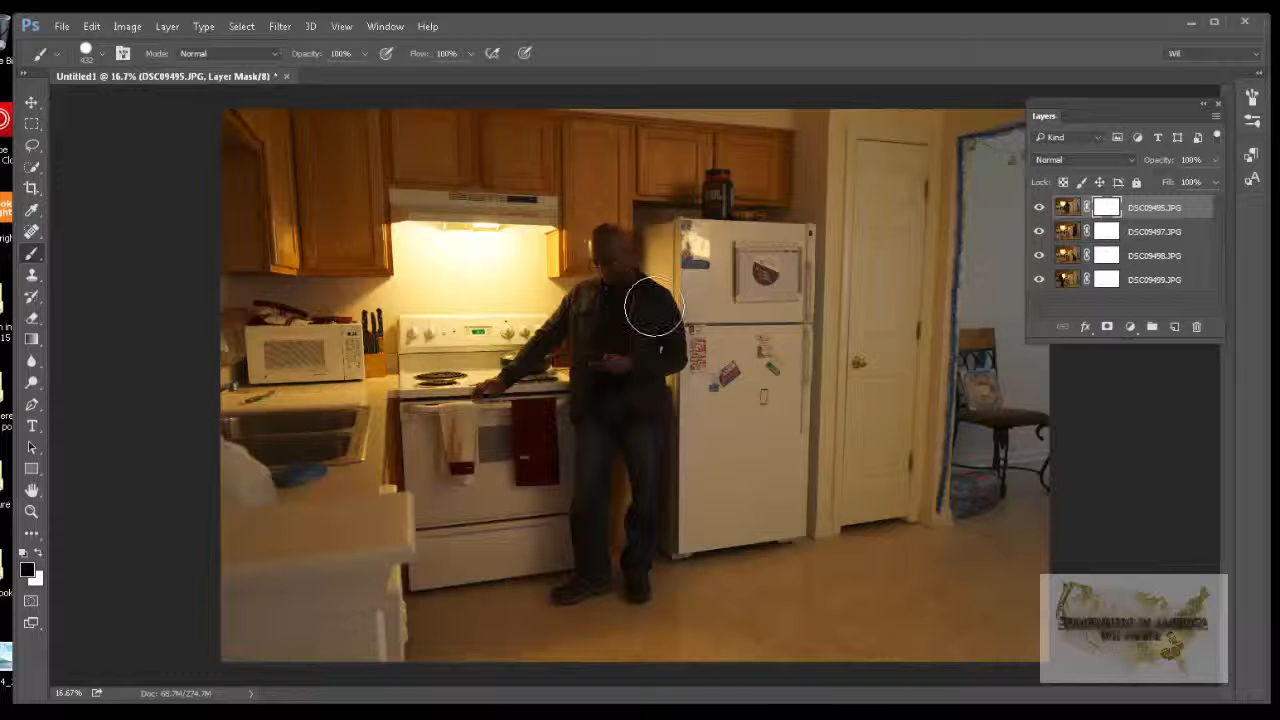 Ps File Edit Image Layer Type Select Filter 3D View Window Help
432 Mode: Normal Opacity: 100% Flow: 100% Wil
Untitled1 @ 16.7% (DSC09495.JPG, Layer Mask/8) * ×
Layers
Kind
Normal Opacity: 100%
Lock: Fill: 100%
DSC09495.JPG
DSC09497.JPG
DSC09498.JPG
DSC09499.JPG
16.67% Doc: 68.7M/274.7M